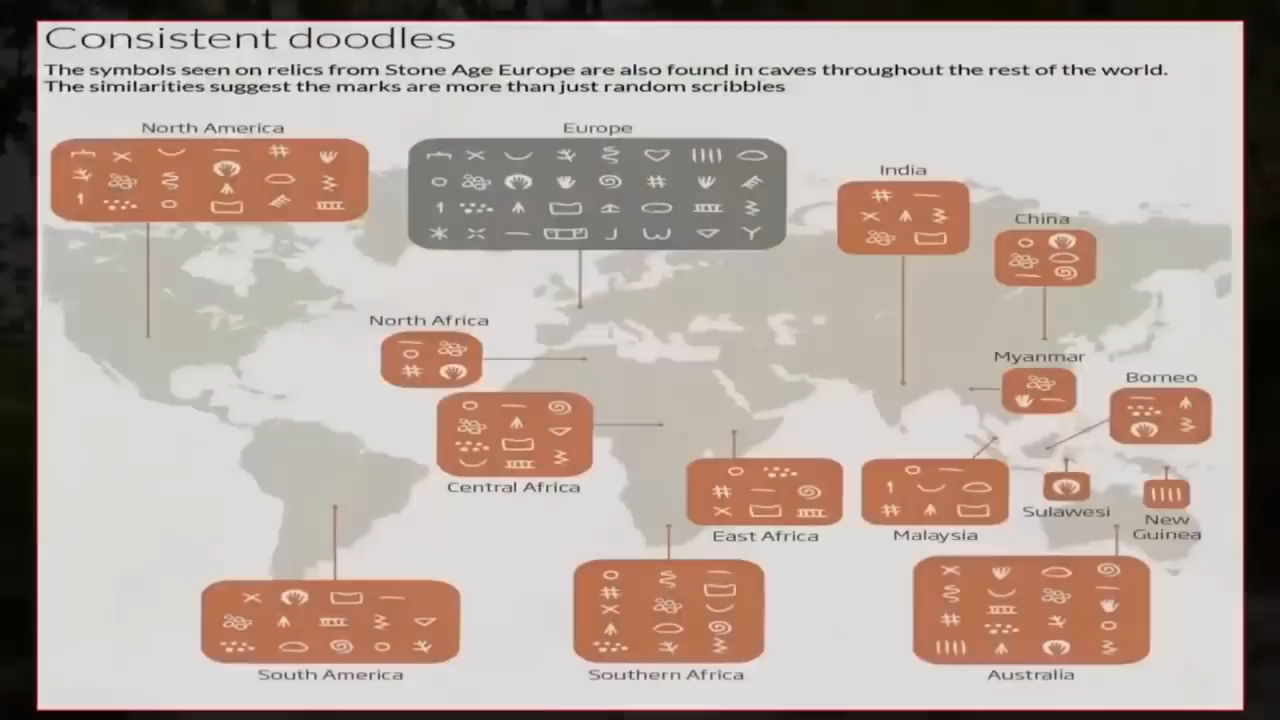 Consistent doodles
The symbols seen on relics from Stone Age Europe are also found in caves throughout the rest of the world.
The similarities suggest the marks are more than just random scribbles
North America
Europe
India
China
North Africa
Myanmar
Borneo
Central Africa
East Africa
Malaysia
Sulawesi
New
Guinea
South America
Southern Africa
Australia